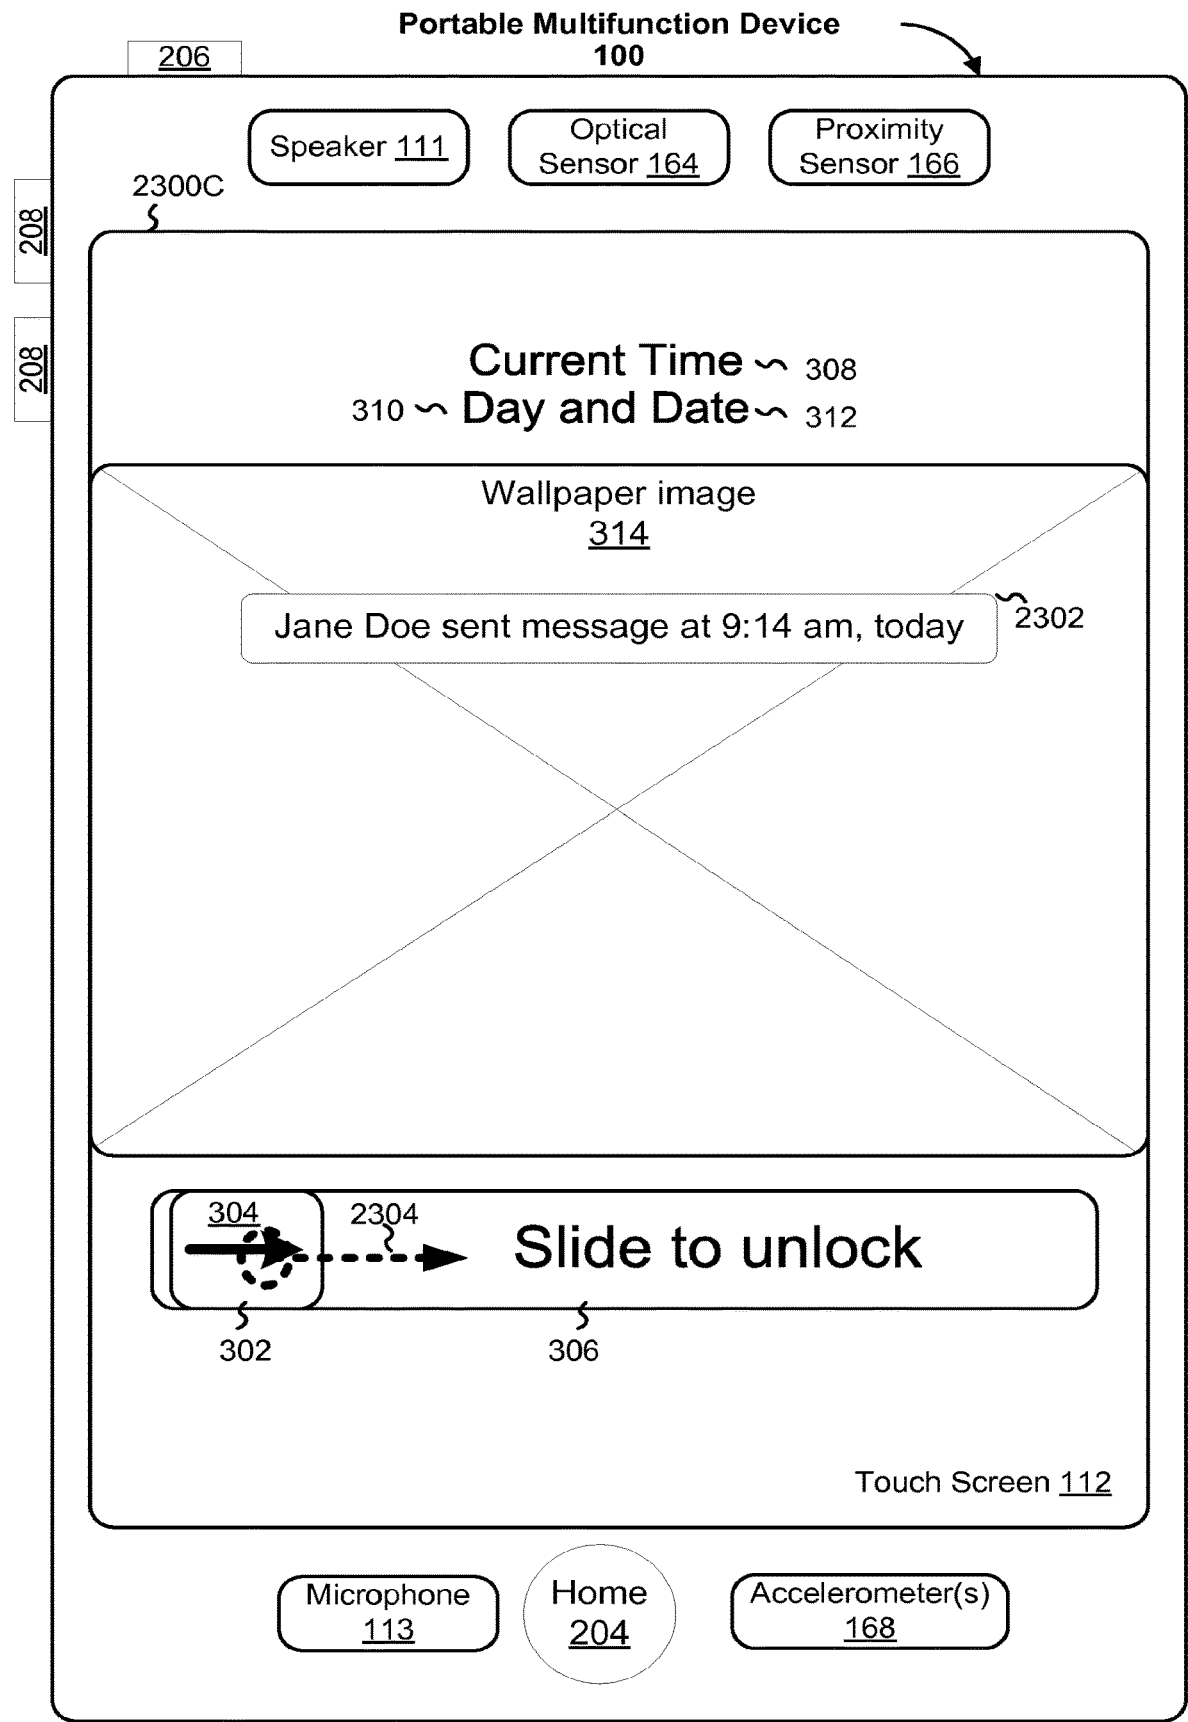 Portable Multifunction Device
100
206
Speaker 111
Optical
Sensor 164
Proximity
Sensor 166
2300C
208
208
Current Time 308
310 Day and Date 312
Wallpaper image
314
Jane Doe sent message at 9:14 am, today
2302
304
2304
Slide to unlock
302
306
Touch Screen 112
Microphone
113
Home
204
Accelerometer(s)
168